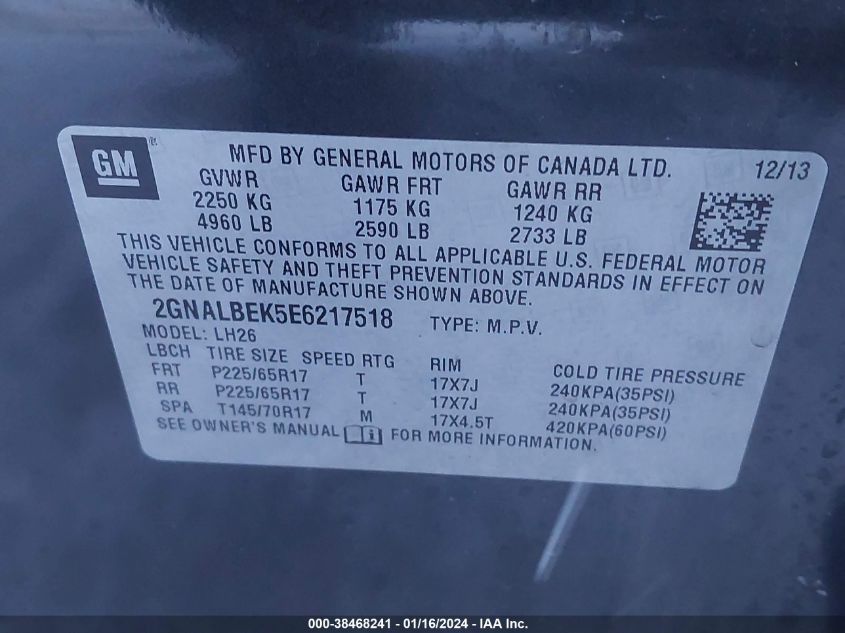 GM ® MFD BY GENERAL MOTORS OF CANADA LTD. 12/13
GVWR GAWR FRT GAWR RR
2250 KG 1175 KG 1240 KG
4960 LB 2590 LB 2733 LB
THIS VEHICLE CONFORMS TO ALL APPLICABLE U.S. FEDERAL MOTOR
VEHICLE SAFETY AND THEFT PREVENTION STANDARDS IN EFFECT ON
THE DATE OF MANUFACTURE SHOWN ABOVE.
2GNALBEK5E6217518 TYPE: M.P.V.
MODEL: LH26
LBCH TIRE SIZE SPEED RTG RIM COLD TIRE PRESSURE
FRT P225/65R17 T 17X7J 240KPA(35PSI)
RR P225/65R17 T 17X7J 240KPA(35PSI)
SPA T145/70R17 M 17X4.5T 420KPA(60PSI)
SEE OWNER'S MANUAL i FOR MORE INFORMATION.
000-38468241 - 01/16/2024 - IAA Inc.